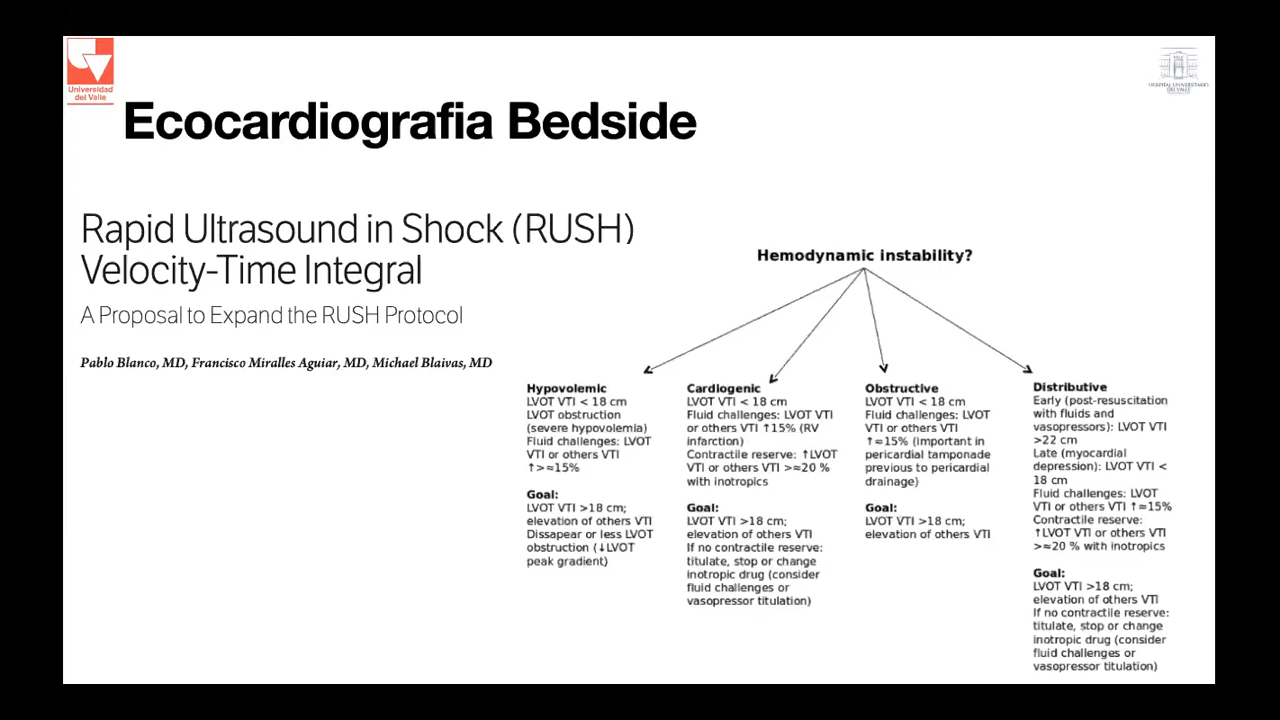 Universidad
del Valle
HOSPITAL UNIVERSITARIO
DEL VALLE
Ecocardiografia Bedside
Rapid Ultrasound in Shock (RUSH)
Velocity-Time Integral
A Proposal to Expand the RUSH Protocol
Pablo Blanco, MD, Francisco Miralles Aguiar, MD, Michael Blaivas, MD
Hemodynamic instability?
Hypovolemic
LVOT VTI < 18 cm
LVOT obstruction
(severe hypovolemia)
Fluid challenges: LVOT
VTI or others VTI
↑>≈15%
Goal:
LVOT VTI >18 cm;
elevation of others VTI
Dissapear or less LVOT
obstruction (↓LVOT
peak gradient)
Cardiogenic
LVOT VTI < 18 cm
Fluid challenges: LVOT VTI
or others VTI ↑15% (RV
infarction)
Contractile reserve: ↑LVOT
VTI or others VTI >≈20 %
with inotropics
Goal:
LVOT VTI >18 cm;
elevation of others VTI
If no contractile reserve:
titulate, stop or change
inotropic drug (consider
fluid challenges or
vasopressor titulation)
Obstructive
LVOT VTI < 18 cm
Fluid challenges: LVOT
VTI or others VTI
↑≈15% (Important in
pericardial tamponade
previous to pericardial
drainage)
Goal:
LVOT VTI >18 cm;
elevation of others VTI
Distributive
Early (post-resuscitation
with fluids and
vasopressors): LVOT VTI
>22 cm
Late (myocardial
depression): LVOT VTI <
18 cm
Fluid challenges: LVOT
VTI or others VTI ↑≈15%
Contractile reserve:
↑LVOT VTI or others VTI
>≈20 % with inotropics
Goal:
LVOT VTI >18 cm;
elevation of others VTI
If no contractile reserve:
titulate, stop or change
inotropic drug (consider
fluid challenges or
vasopressor titulation)